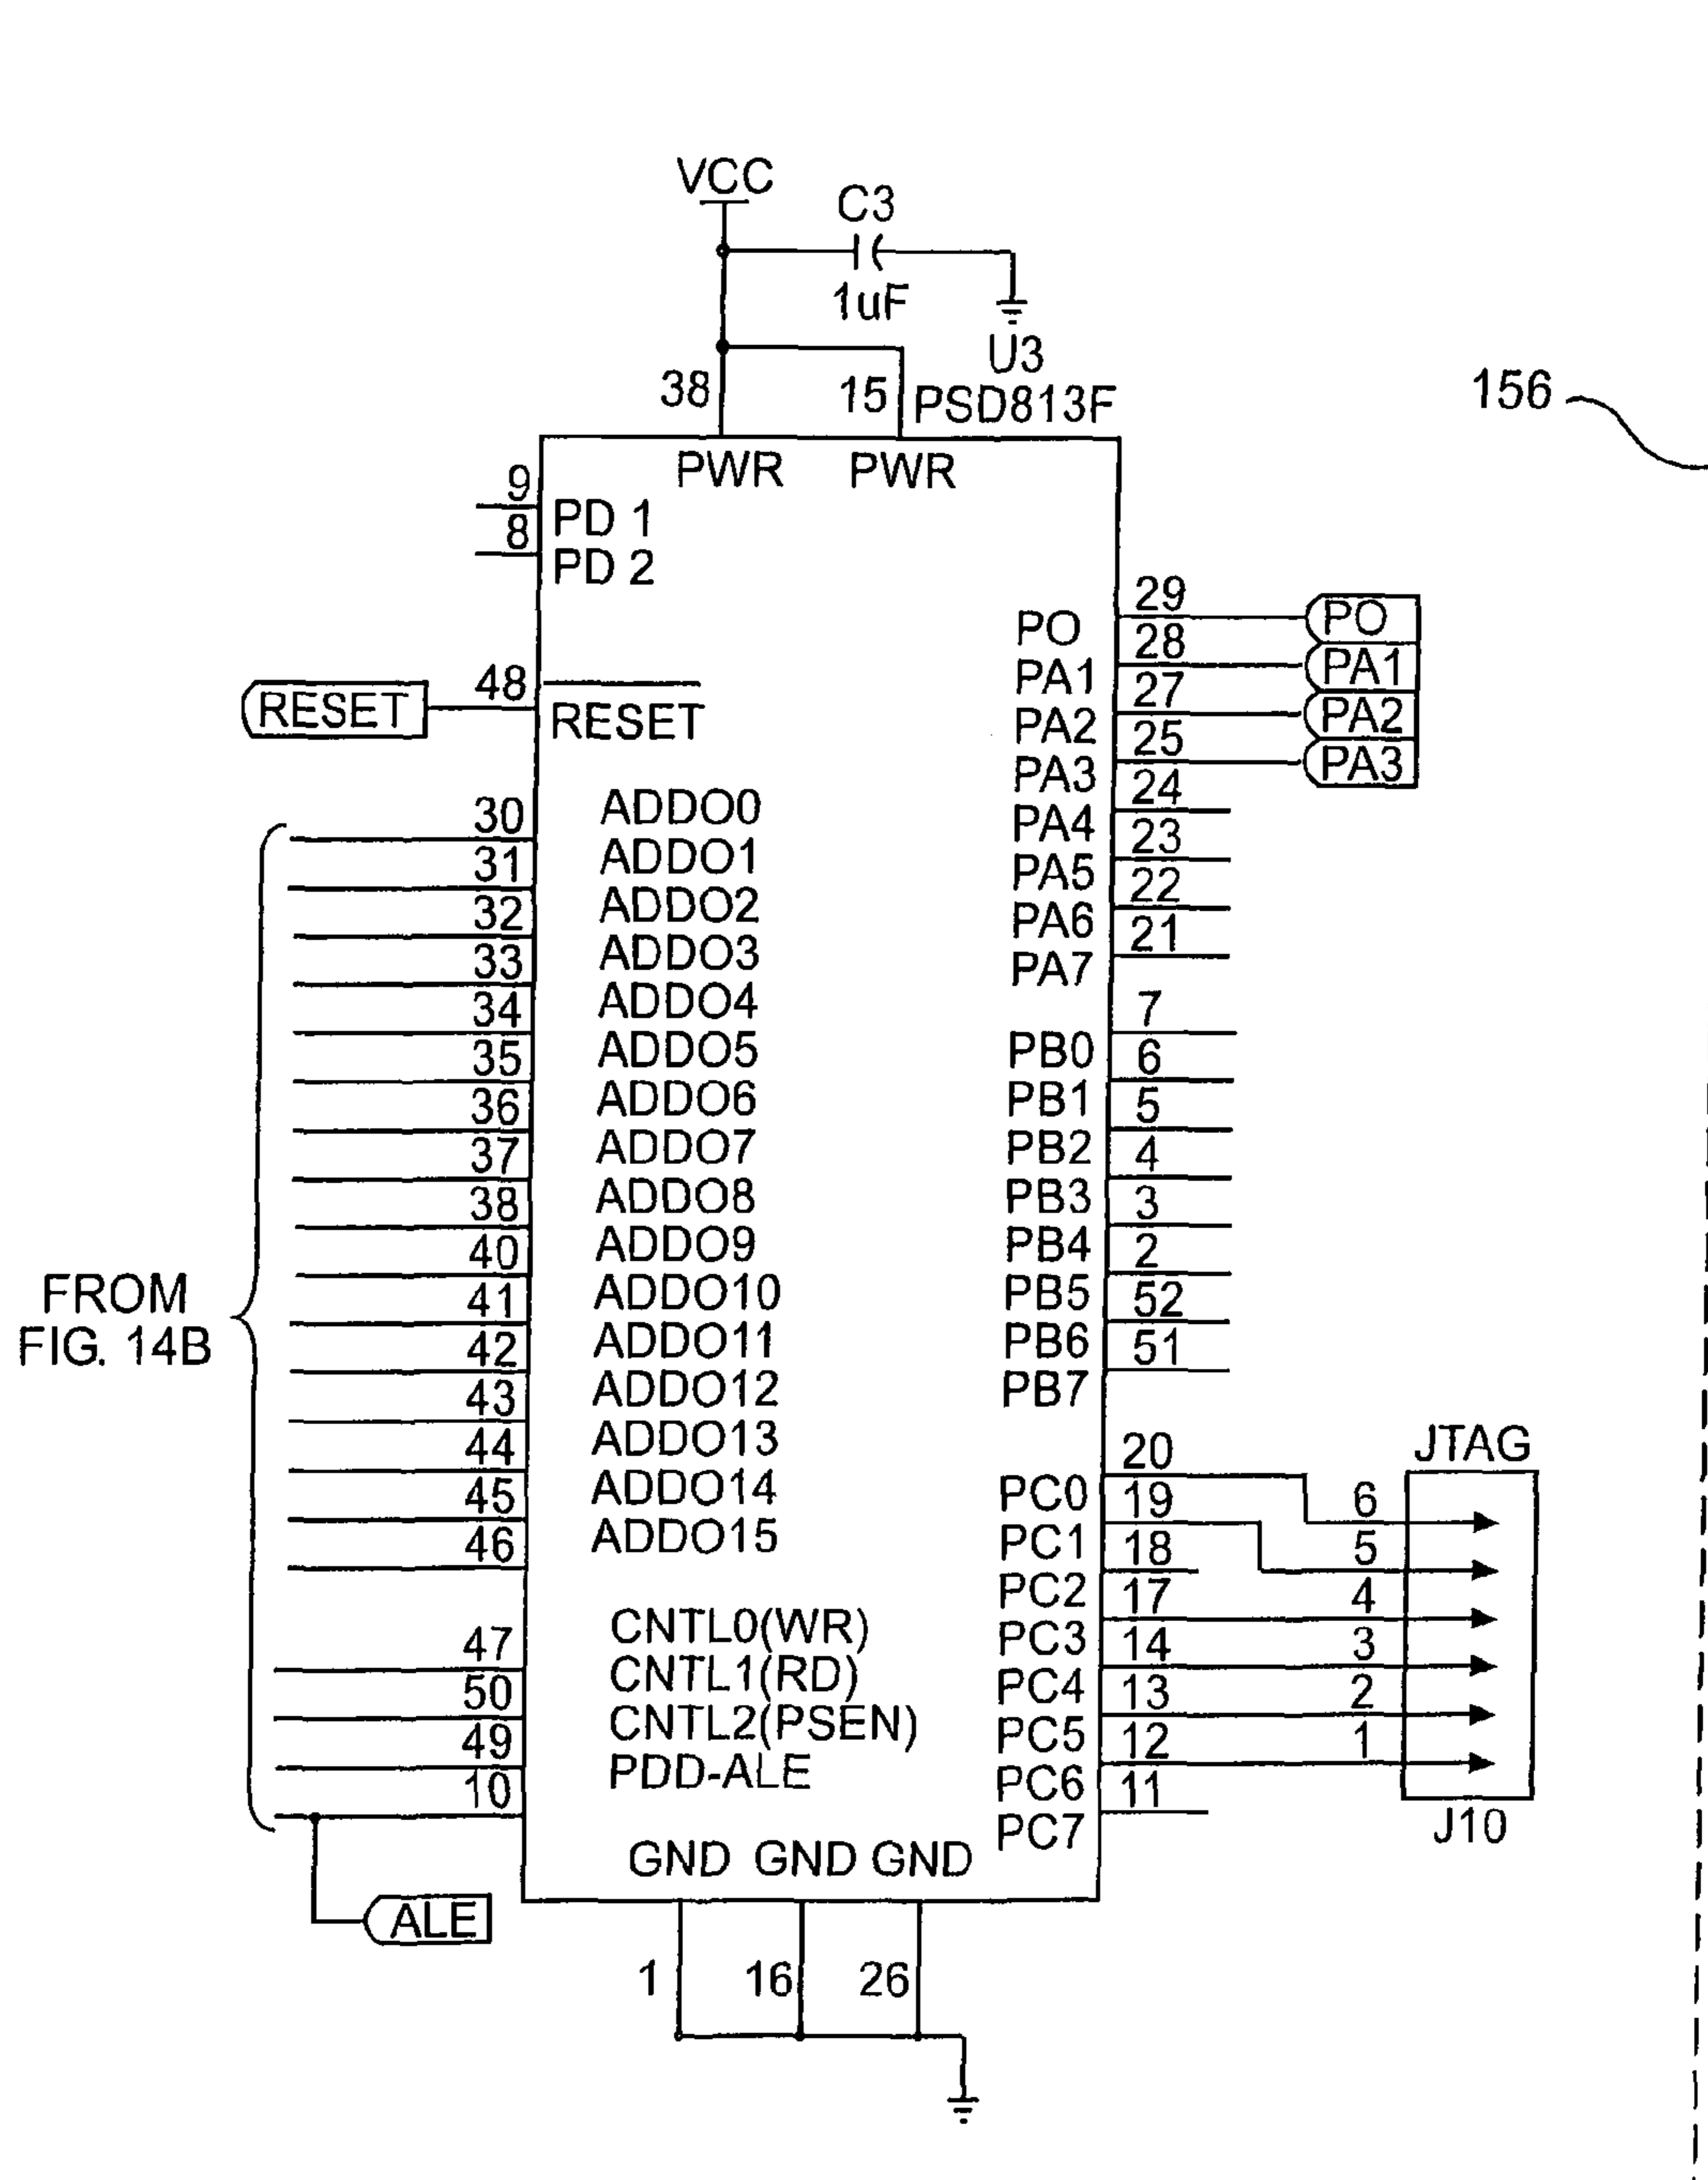 VCC
C3
1uF
U3
38
15
PSD813F
156
PWR
PWR
9
PD 1
8
PD 2
48
RESET
RESET
30
ADDO0
31
ADDO1
32
ADDO2
33
ADDO3
34
ADDO4
35
ADDO5
36
ADDO6
37
ADDO7
38
ADDO8
40
ADDO9
41
ADDO10
42
ADDO11
43
ADDO12
44
ADDO13
45
ADDO14
46
ADDO15
FROM
FIG. 14B
47
CNTL0(WR)
50
CNTL1(RD)
49
CNTL2(PSEN)
10
PDD-ALE
ALE
29
PO
PO
28
PA1
PA1
27
PA2
PA2
25
PA3
PA3
24
PA4
23
PA5
22
PA6
21
PA7
7
PB0
6
PB1
5
PB2
4
PB3
3
PB4
2
PB5
52
PB6
51
PB7
JTAG
20
PC0
6
19
PC1
5
18
PC2
17
PC3
4
14
PC4
3
13
PC5
2
12
PC6
1
11
PC7
J10
GND GND GND
1
16
26